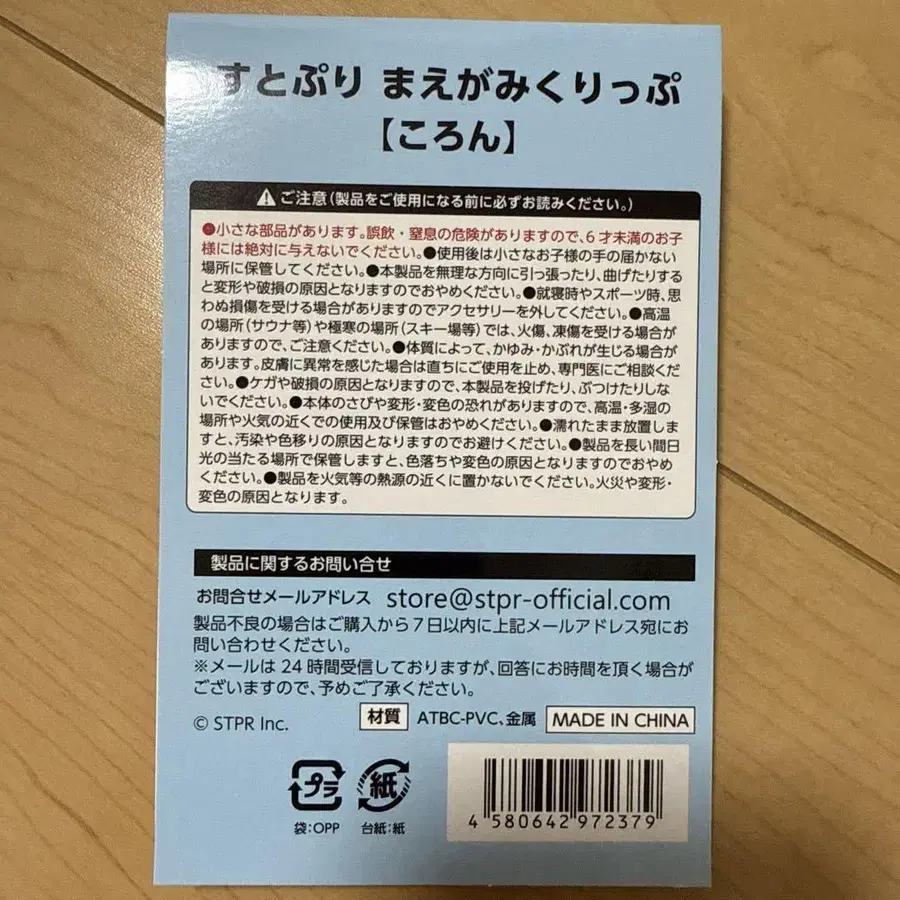 すとぷり まえがみくりっぷ
【ころん】
ご注意(製品をご使用になる前に必ずお読みください。)
●小さな部品があります。誤飲・窒息の危険がありますので、6才未満のお子
様には絶対に与えないでください。●使用後は小さなお子様の手の届かない
場所に保管してください。●本製品を無理な方向に引っ張ったり、曲げたりする
と変形や破損の原因となりますのでおやめください。●就寝時やスポーツ時、思
わぬ損傷を受ける場合がありますのでアクセサリーを外してください。●高温
の場所(サウナ等)や極寒の場所(スキー場等)では、火傷、凍傷を受ける場合が
ありますので、ご注意ください。●体質によって、かゆみ・かぶれが生じる場合が
あります。皮膚に異常を感じた場合は直ちにご使用を止め、専門医にご相談くだ
さい。●ケガや破損の原因となりますので、本製品を投げたり、ぶつけたりしな
いでください。●本体のさびや変形・変色の恐れがありますので、高温・多湿の
場所や火気の近くでの使用及び保管はおやめください。●濡れたまま放置しま
すと、汚染や色移りの原因となりますのでお避けください。●製品を長い間日
光の当たる場所で保管しますと、色落ちや変色の原因となりますのでおやめ
ください。●製品を火気等の熱源の近くに置かないでください。火災や変形・
変色の原因となります。
製品に関するお問い合せ
お問合せメールアドレス store@stpr-official.com
製品不良の場合はご購入から7日以内に上記メールアドレス宛にお
問い合わせください。
※メールは24時間受信しておりますが、回答にお時間を頂く場合が
ございますので、予めご了承ください。
© STPR Inc. 材質 ATBC-PVC、金属 MADE IN CHINA
プラ 紙
袋:OPP 台紙:紙
4 580642 972379